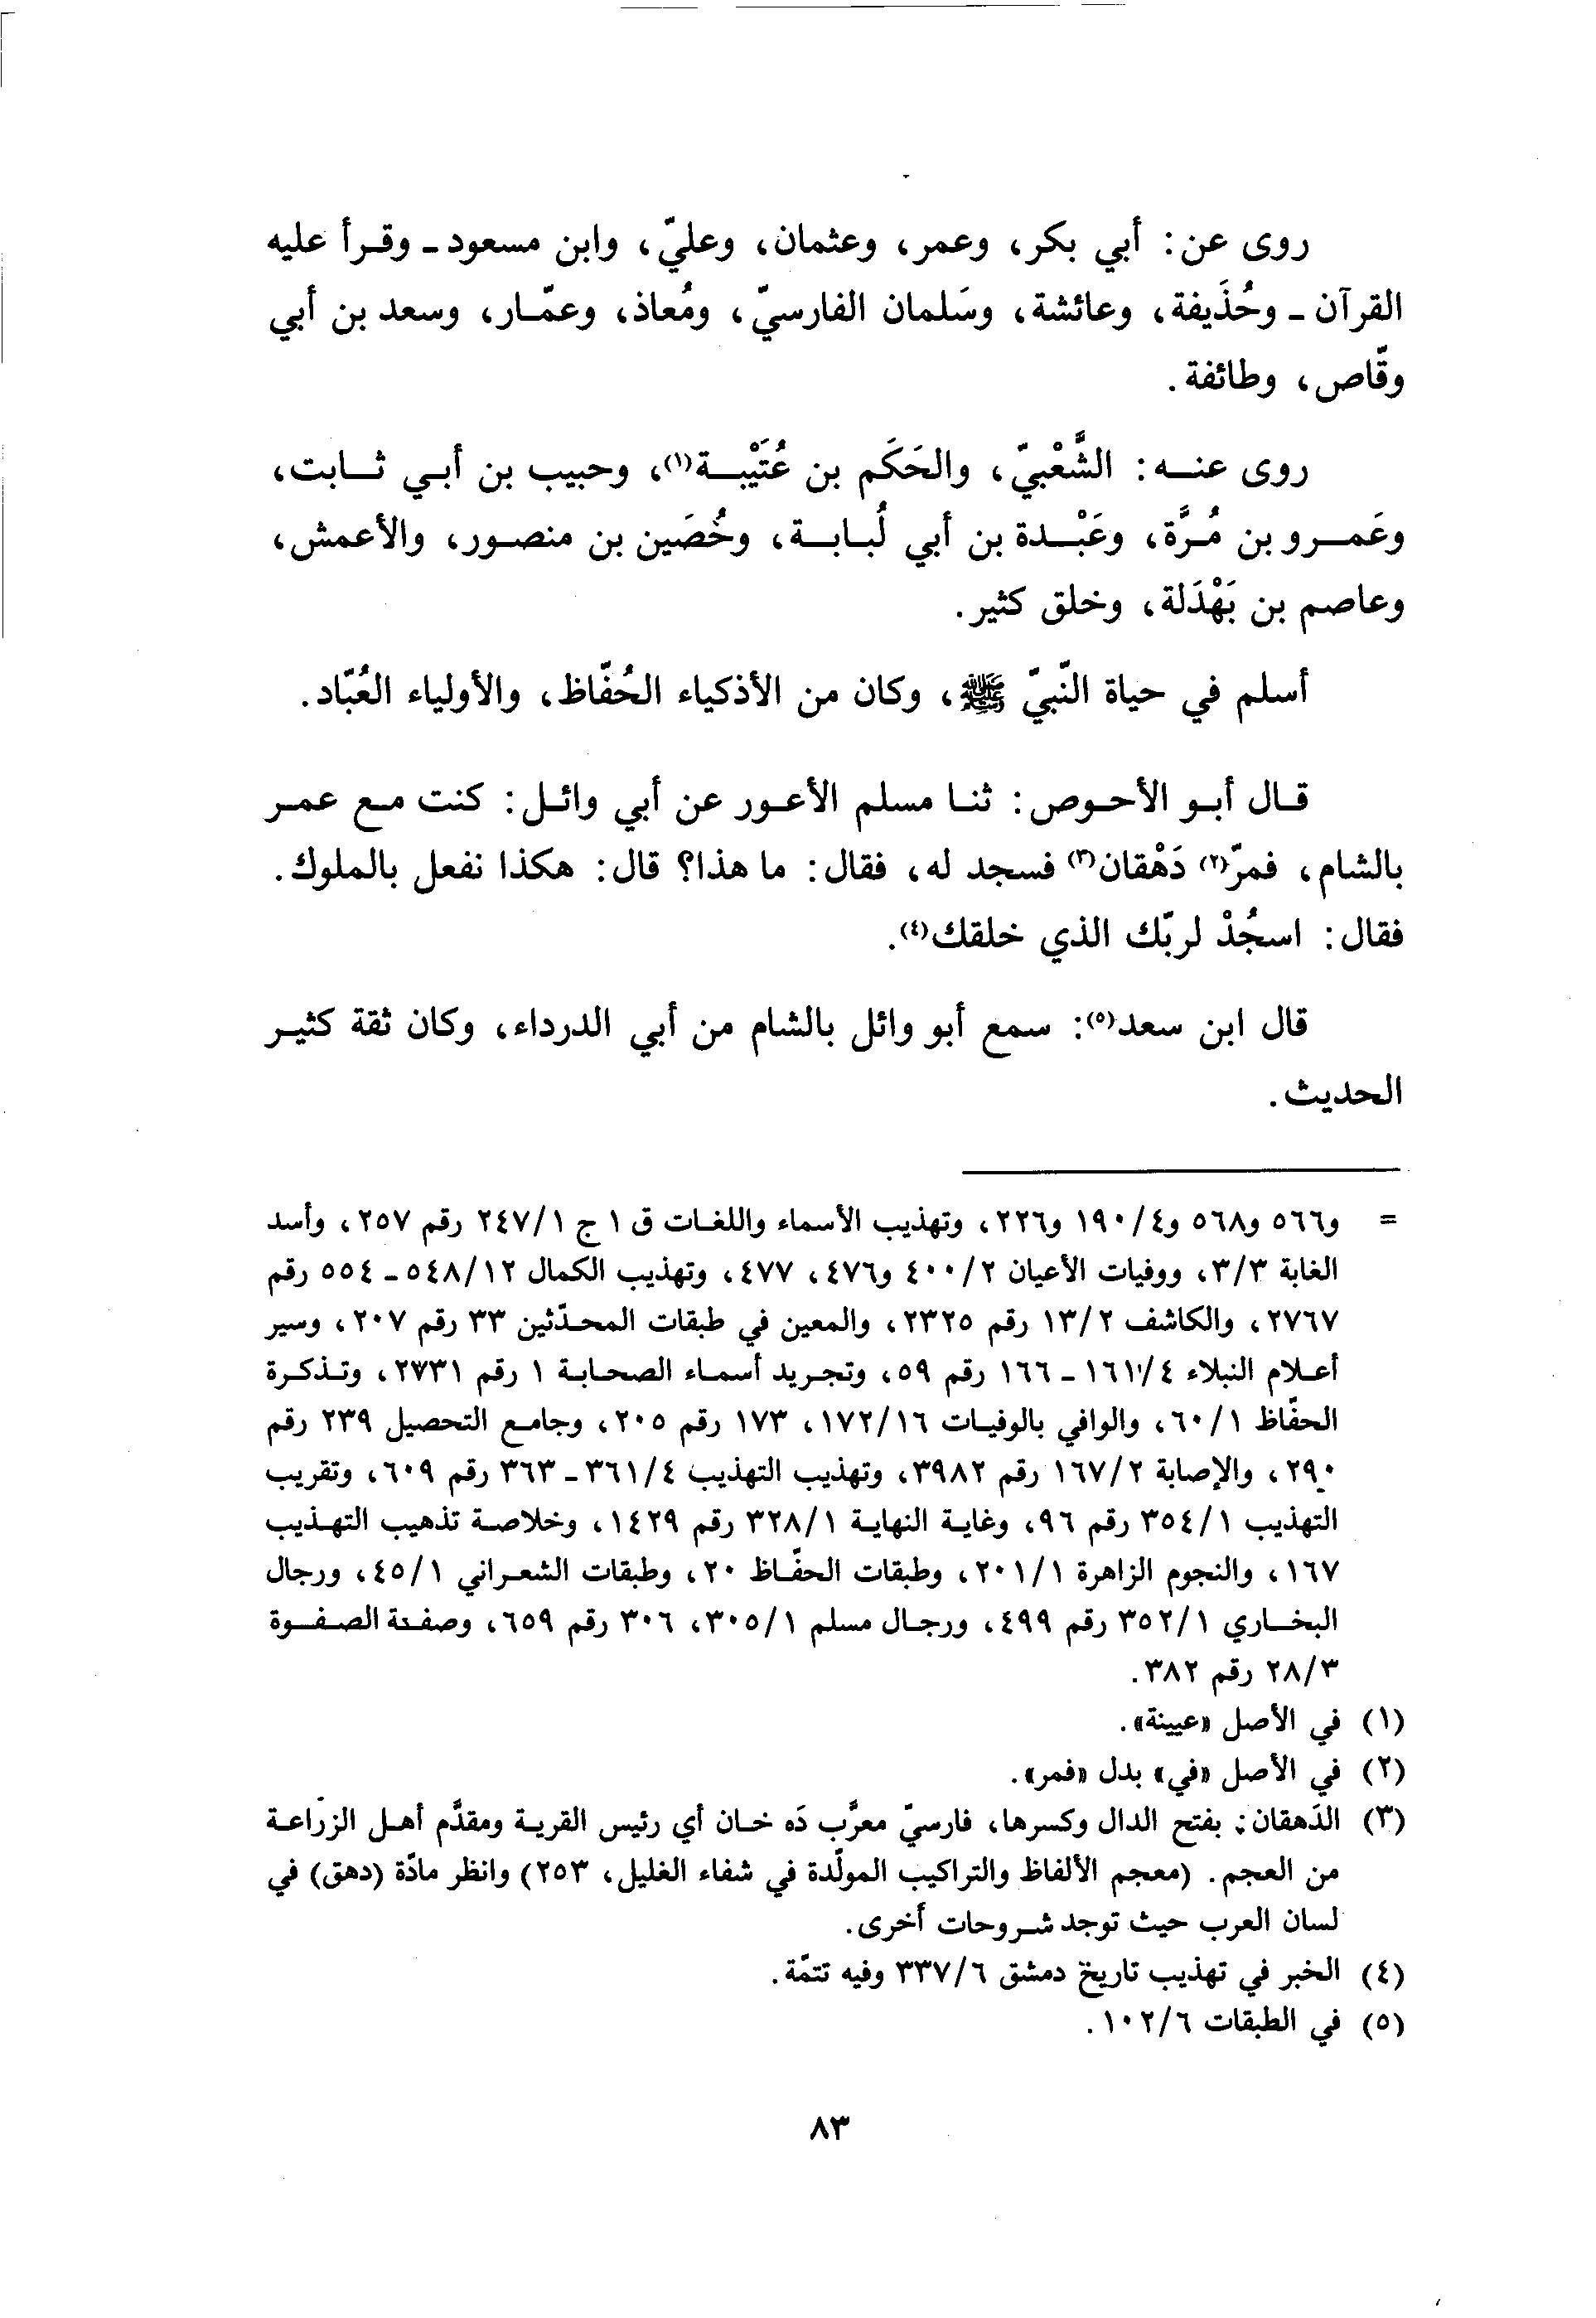 روى عن: أبي بكر، وعمر، وعثمان، وعليّ، وابن مسعود ـ وقرأ عليه
القرآن ـ وحُذَيفة، وعائشة، وسَلمان الفارسيّ، ومُعاذ، وعمّار، وسعد بن أبي
وقّاص، وطائفة.
روى عنه: الشَّعْبيّ، والحَكَم بن عُتَيْبة(١)، وحبيب بن أبي ثابت،
وعَمرو بن مُرَّة، وعَبْدة بن أبي لُبابة، وحُصَين بن منصور، والأعمش،
وعاصم بن بَهْدَلة، وخلق كثير.
أسلم في حياة النّبيّ ﷺ، وكان من الأذكياء الحُفّاظ، والأولياء العُبّاد.
قال أبو الأحوص: ثنا مسلم الأعور عن أبي وائل: كنت مع عمر
بالشام، فمرّ(٢) دَهْقان(٣) فسجد له، فقال: ما هذا؟ قال: هكذا نفعل بالملوك.
فقال: اسجُدْ لربّك الذي خلقك(٤).
قال ابن سعد(٥): سمع أبو وائل بالشام من أبي الدرداء، وكان ثقة كثير
الحديث.
= و٥٦٦ و٥٦٨ و١٩٠/٤ و٢٢٦، وتهذيب الأسماء واللغات ق ١ ج ٢٤٧/١ رقم ٢٥٧، وأسد
الغابة ٣/٣، ووفيات الأعيان ٤٠٠/٢ و٤٧٦، ٤٧٧، وتهذيب الكمال ٥٤٨/١٢ ـ ٥٥٤ رقم
٢٧٦٧، والكاشف ١٣/٢ رقم ٢٣٢٥، والمعين في طبقات المحدّثين ٣٣ رقم ٢٠٧، وسير
أعلام النبلاء ١٦١/٤ ـ ١٦٦ رقم ٥٩، وتجريد أسماء الصحابة ١ رقم ٢٧٣١، وتذكرة
الحفّاظ ٦٠/١، والوافي بالوفيات ١٧٢/١٦، ١٧٣ رقم ٢٠٥، وجامع التحصيل ٢٣٩ رقم
٢٩٠، والإصابة ١٦٧/٢ رقم ٣٩٨٢، وتهذيب التهذيب ٣٦١/٤ ـ ٣٦٣ رقم ٦٠٩، وتقريب
التهذيب ٣٥٤/١ رقم ٩٦، وغاية النهاية ٣٢٨/١ رقم ١٤٢٩، وخلاصة تذهيب التهذيب
١٦٧، والنجوم الزاهرة ٢٠١/١، وطبقات الحفّاظ ٢٠، وطبقات الشعراني ٤٥/١، ورجال
البخاري ٣٥٢/١ رقم ٤٩٩، ورجال مسلم ٣٠٥/١، ٣٠٦ رقم ٦٥٩، وصفة الصفوة
٢٨/٣ رقم ٣٨٢.
(١) في الأصل «عيينة».
(٢) في الأصل «في» بدل «فمر».
(٣) الدَهقان: بفتح الدال وكسرها، فارسيّ معرَّب دَه خان أي رئيس القرية ومقدَّم أهل الزراعة
من العجم. (معجم الألفاظ والتراكيب المولّدة في شفاء الغليل، ٢٥٣) وانظر مادّة (دهق) في
لسان العرب حيث توجد شروحات أخرى.
(٤) الخبر في تهذيب تاريخ دمشق ٣٣٧/٦ وفيه تتمّة.
(٥) في الطبقات ١٠٢/٦.
٨٣